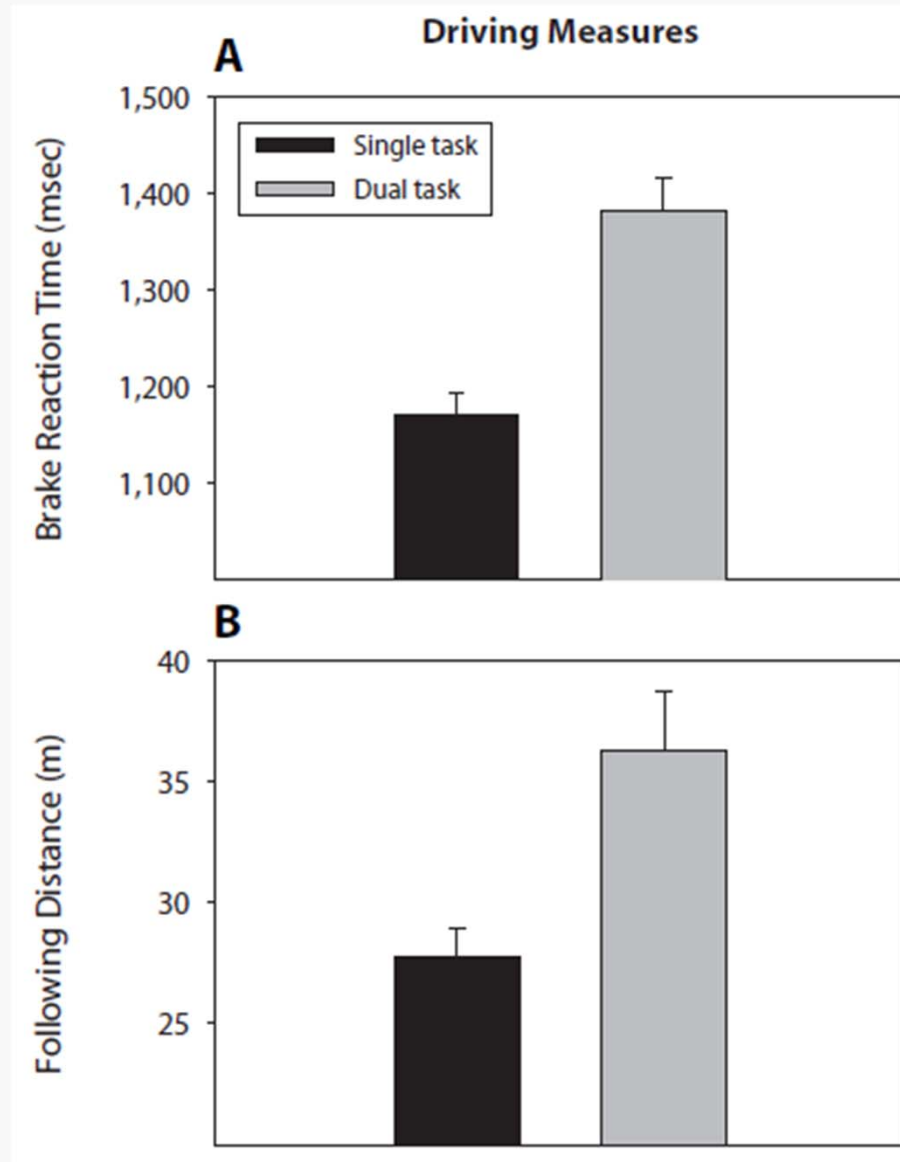 Driving Measures
A
1,500
1,400
1,300
1,200
1,100
Brake Reaction Time (msec)
Single task
Dual task
B
40
35
30
25
Following Distance (m)